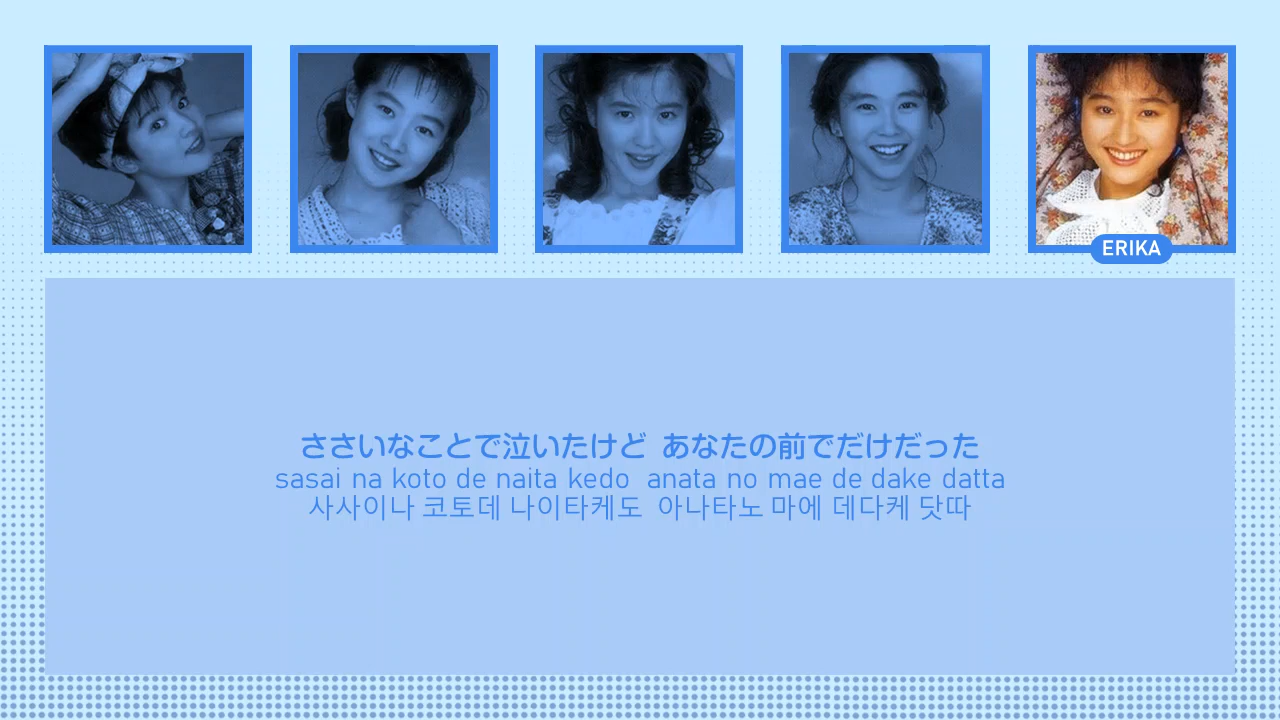 ERIKA
ささいなことで泣いたけど あなたの前でだけだった
sasai na koto de naita kedo anata no mae de dake datta
사사이나 코토데 나이타케도 아나타노 마에 데다케 닷따